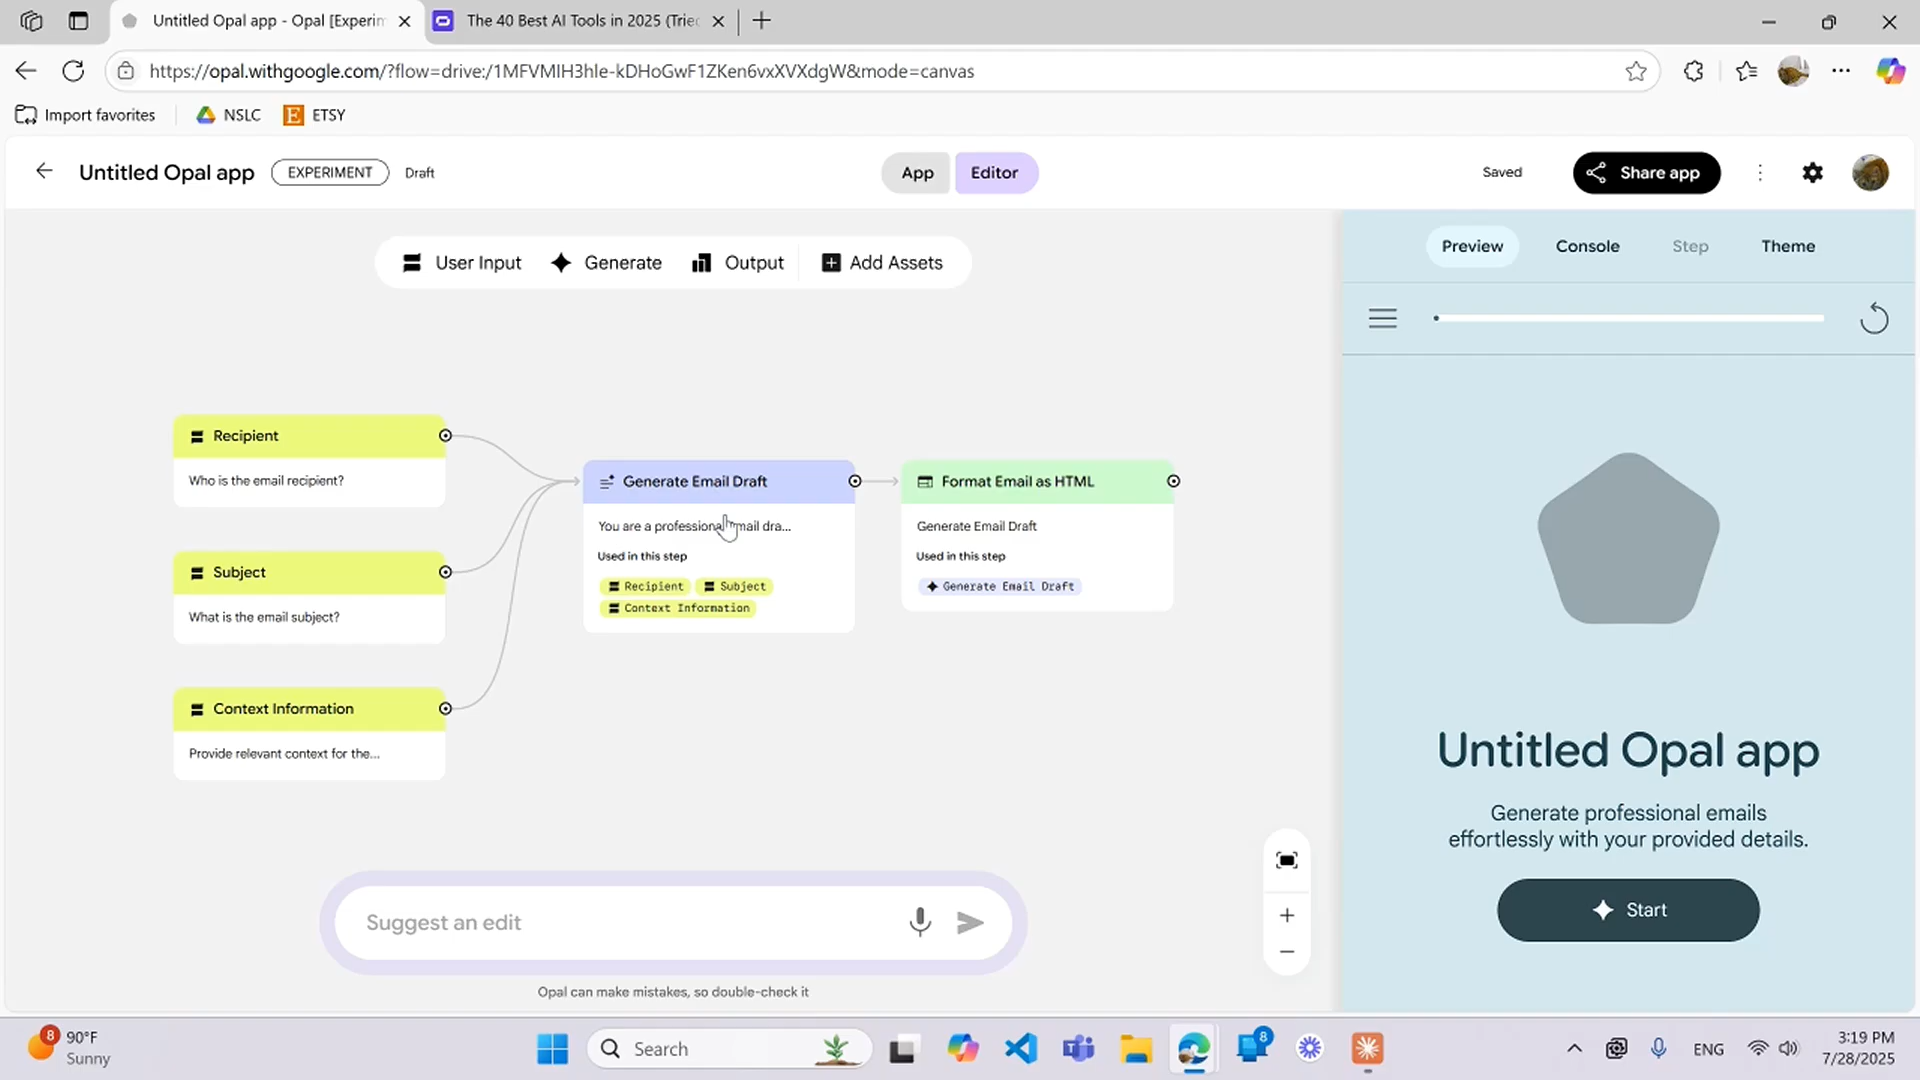 Untitled Opal app - Opal [Experim
The 40 Best AI Tools in 2025 (Tried
https://opal.withgoogle.com/?flow=drive:/1MFVMIH3hle-kDHoGwF1ZKen6vxXVXdgW&mode=canvas
Import favorites
NSLC
ETSY
Untitled Opal app
EXPERIMENT
Draft
App
Editor
Saved
Share app
User Input
Generate
Output
Add Assets
Preview
Console
Step
Theme
Recipient
Who is the email recipient?
Subject
What is the email subject?
Context Information
Provide relevant context for the...
Generate Email Draft
You are a professional email dra...
Used in this step
Recipient
Subject
Context Information
Format Email as HTML
Generate Email Draft
Used in this step
Generate Email Draft
Untitled Opal app
Generate professional emails
effortlessly with your provided details.
Start
Suggest an edit
Opal can make mistakes, so double-check it
8
90°F
Sunny
Search
8
ENG
3:19 PM
7/28/2025